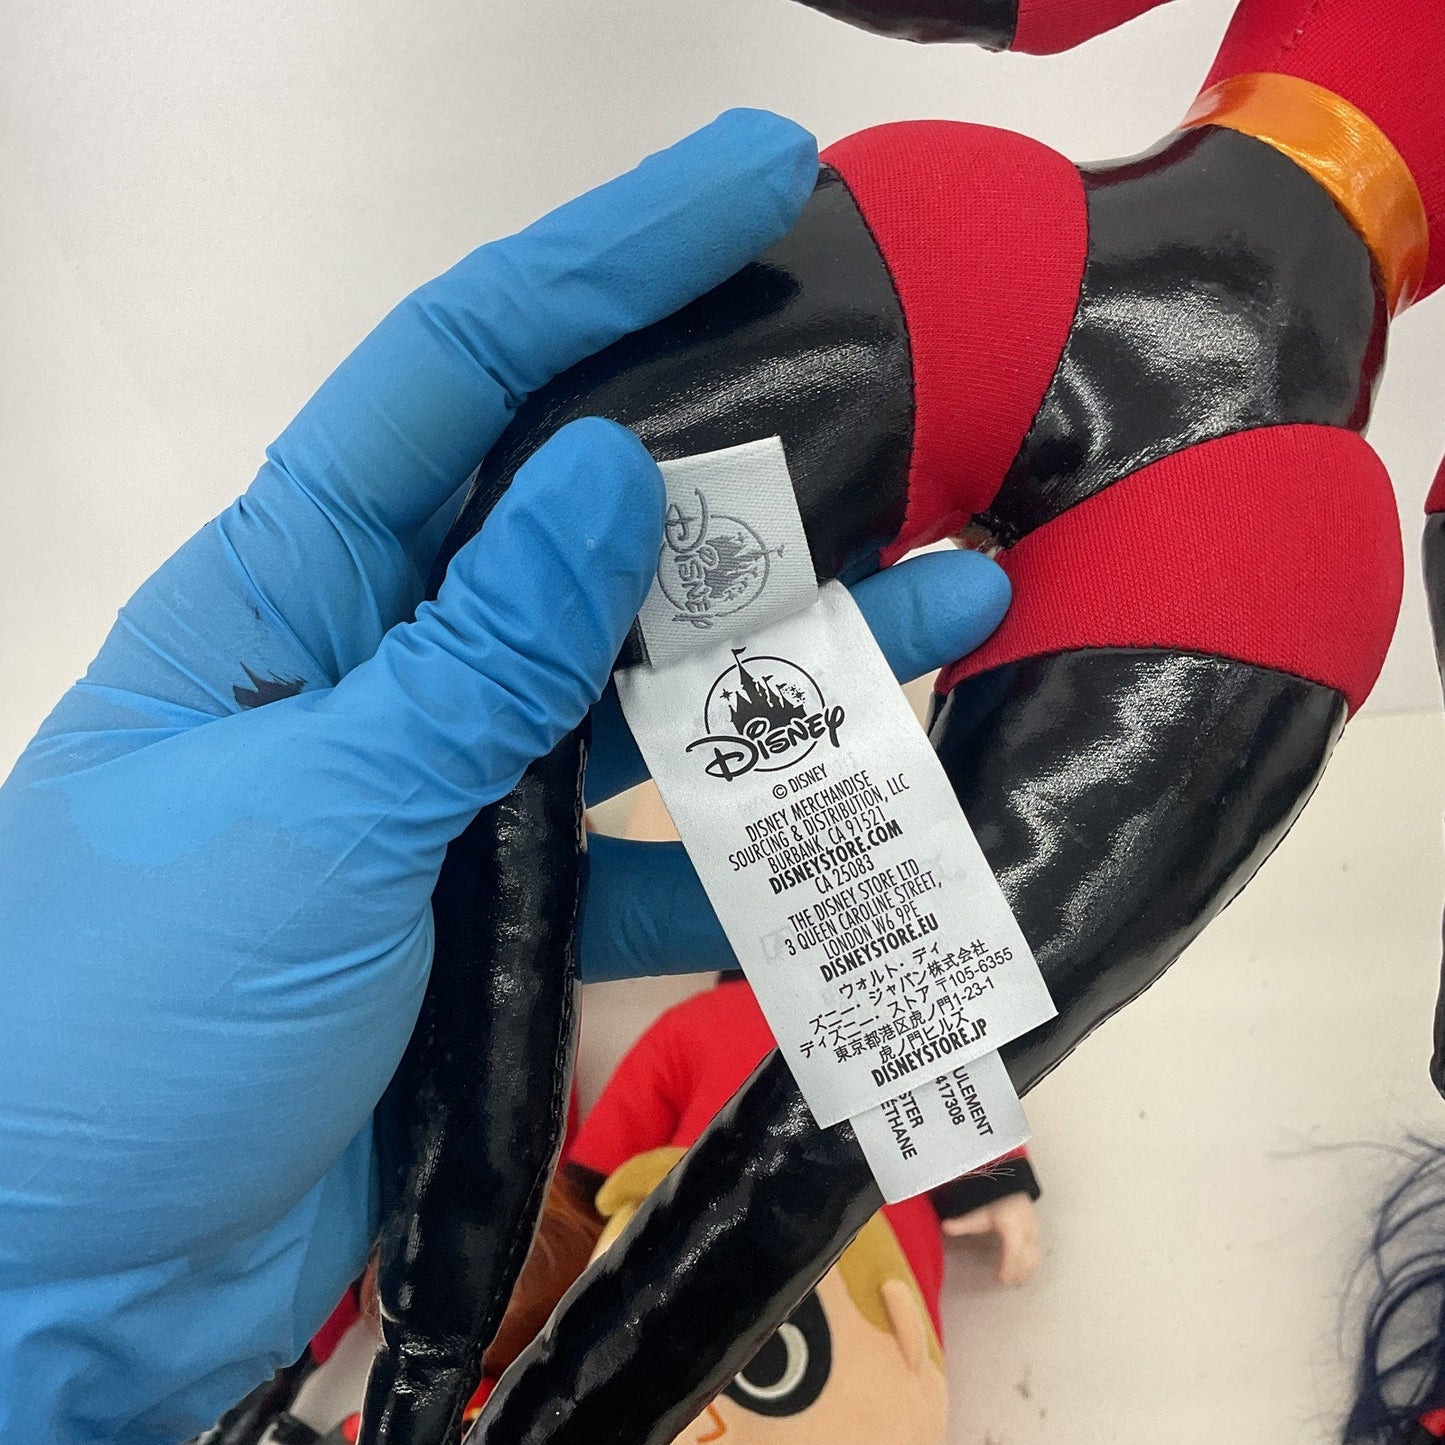 Disney
Disney
© DISNEY
DISNEY MERCHANDISE
SOURCING & DISTRIBUTION, LLC
BURBANK, CA 91521
DISNEYSTORE.COM
CA 25083
THE DISNEY STORE LTD
3 QUEEN CAROLINE STREET,
LONDON W6 9PE
DISNEYSTORE.EU
ウォルト・ディ
ズニー・ジャパン株式会社
ディズニー・ストア 〒105-6355
東京都港区虎ノ門1-23-1
虎ノ門ヒルズ
DISNEYSTORE.JP
ULEMENT
417308
STER
ETHANE